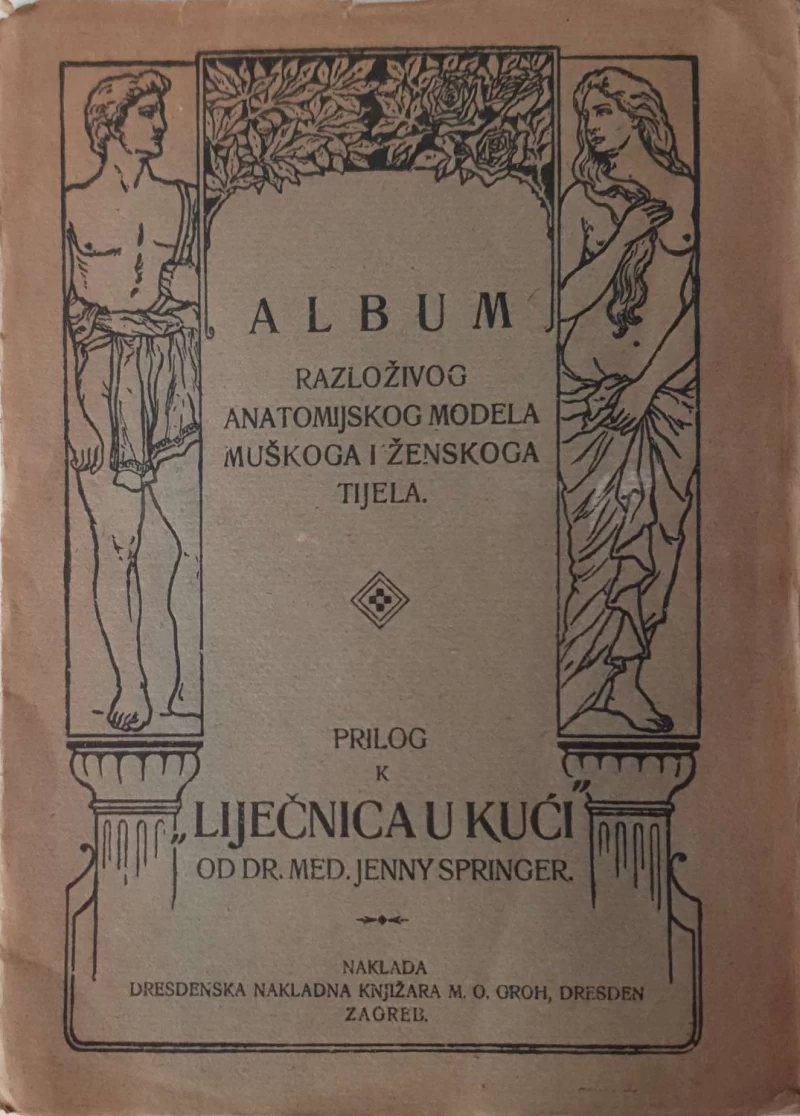 ALBUM
RAZLOŽIVOG
ANATOMIJSKOG MODELA
MUŠKOGA I ŽENSKOGA
TIJELA.
PRILOG
K
„LIJEČNICA U KUĆI”
OD DR. MED. JENNY SPRINGER.
NAKLADA
DRESDENSKA NAKLADNA KNJIŽARA M. O. GROH, DRESDEN
ZAGREB.